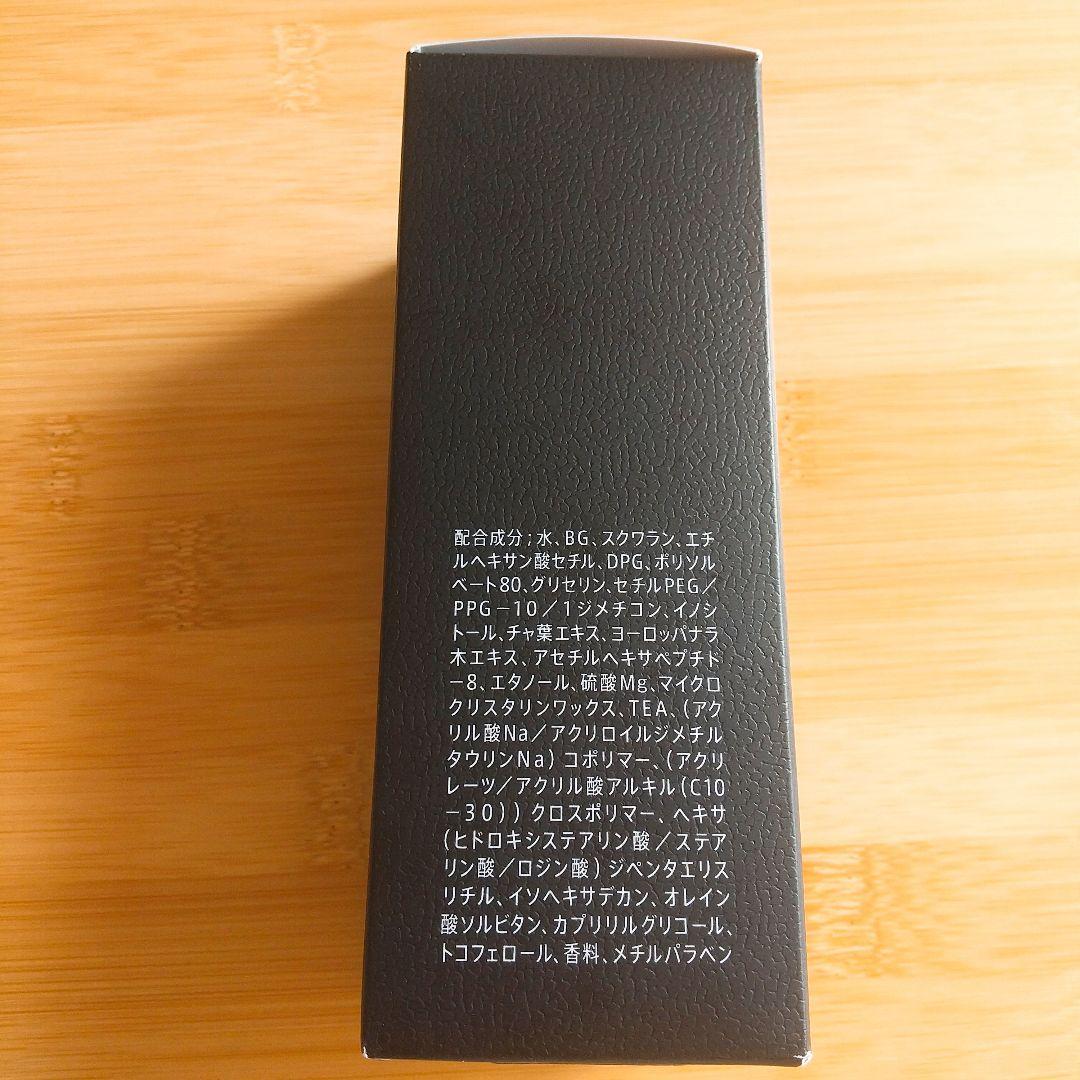 配合成分；水、BG、スクワラン、エチ
ルヘキサン酸セチル、DPG、ポリソル
ベート80、グリセリン、セチルPEG／
PPG－10／1ジメチコン、イノシ
トール、チャ葉エキス、ヨーロッパナラ
木エキス、アセチルヘキサペプチド
－8、エタノール、硫酸Mg、マイクロ
クリスタリンワックス、TEA、（アク
リル酸Na／アクリロイルジメチル
タウリンNa）コポリマー、（アクリ
レーツ／アクリル酸アルキル（C10
－30））クロスポリマー、ヘキサ
（ヒドロキシステアリン酸／ステア
リン酸／ロジン酸）ジペンタエリス
リチル、イソヘキサデカン、オレイン
酸ソルビタン、カプリリルグリコール、
トコフェロール、香料、メチルパラベン